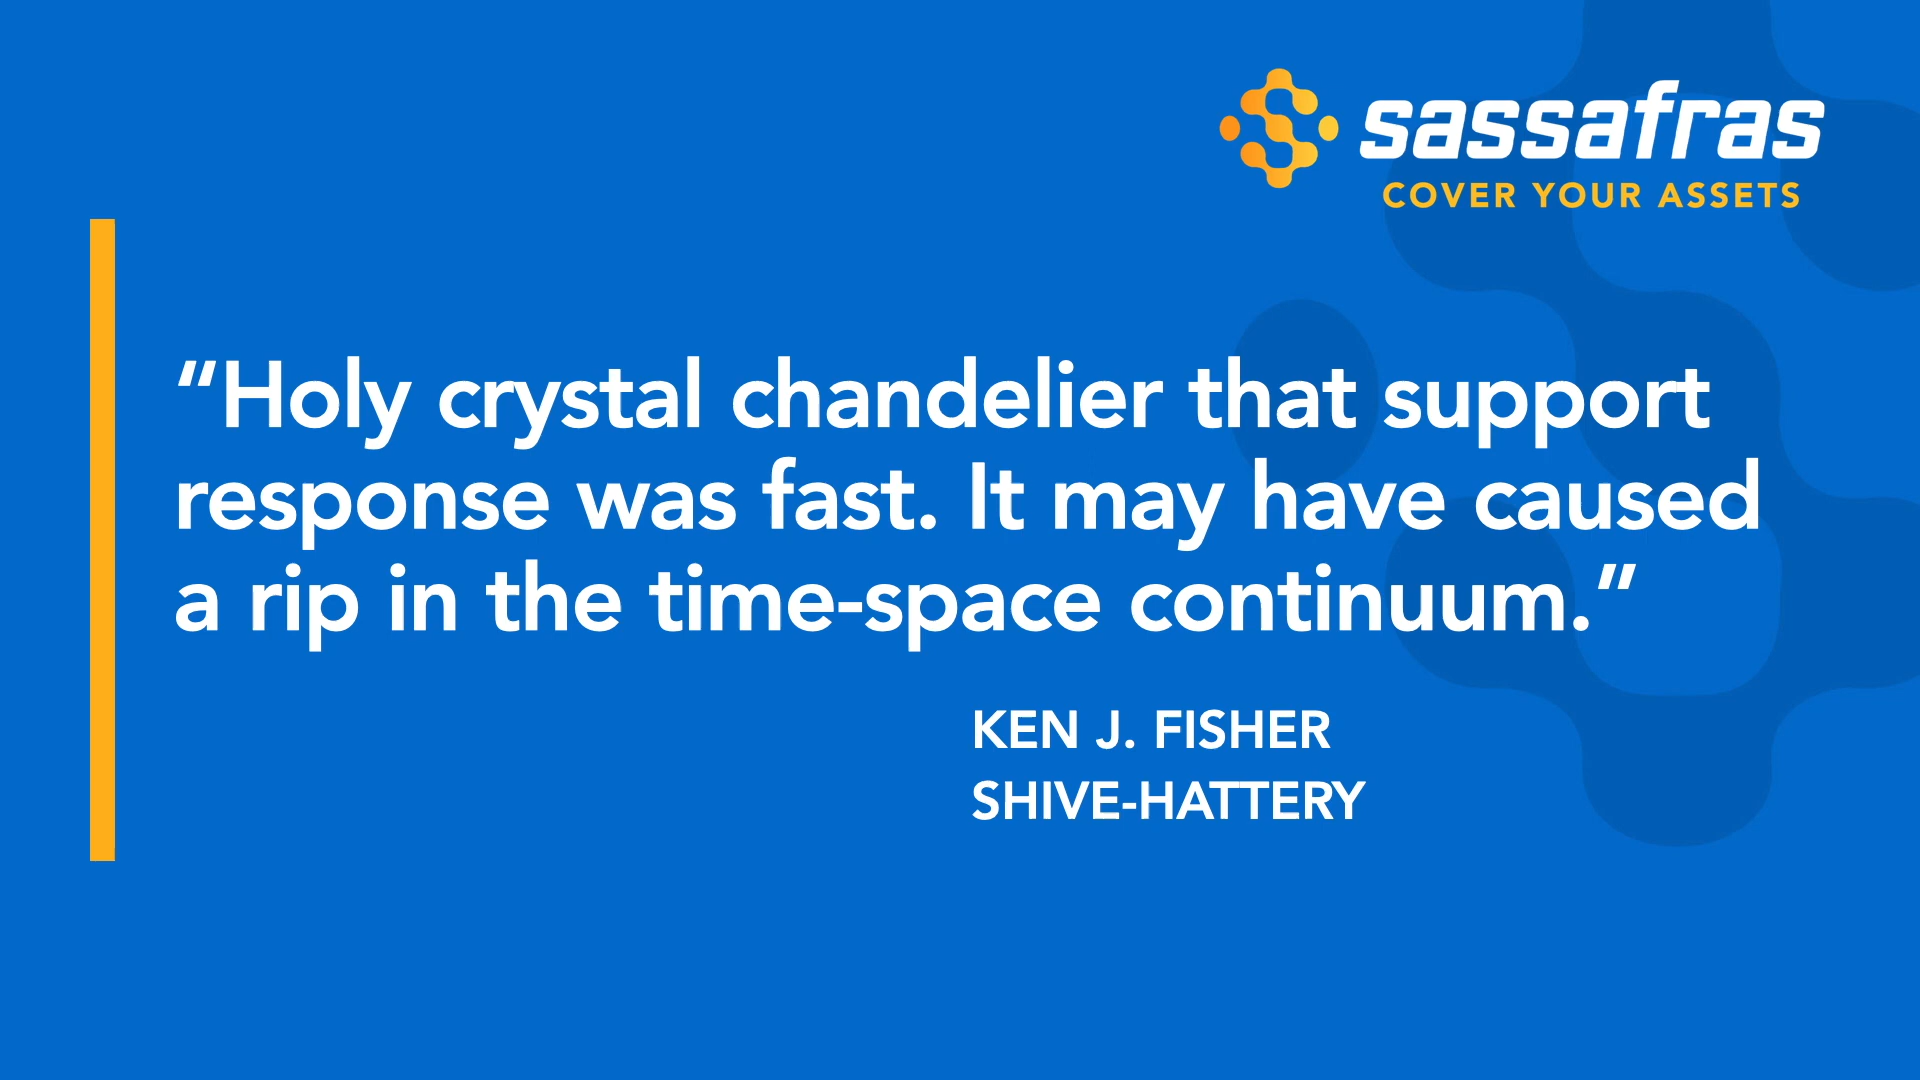 sassafras
COVER YOUR ASSETS
“Holy crystal chandelier that support
response was fast. It may have caused
a rip in the time-space continuum.”
KEN J. FISHER
SHIVE-HATTERY